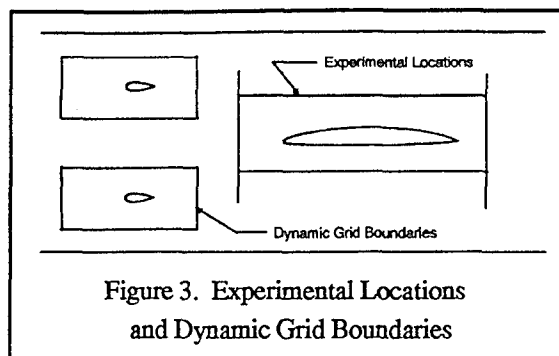 Experimental Locations
Dynamic Grid Boundaries
Figure 3. Experimental Locations
and Dynamic Grid Boundaries